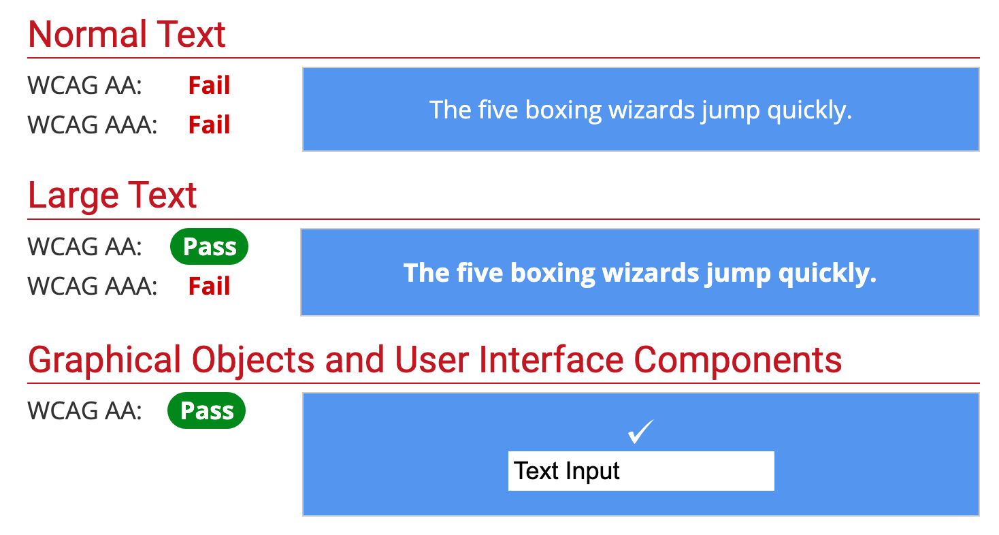 Normal Text
WCAG AA: Fail
WCAG AAA: Fail
The five boxing wizards jump quickly.
Large Text
WCAG AA: Pass
WCAG AAA: Fail
The five boxing wizards jump quickly.
Graphical Objects and User Interface Components
WCAG AA: Pass
✓
Text Input